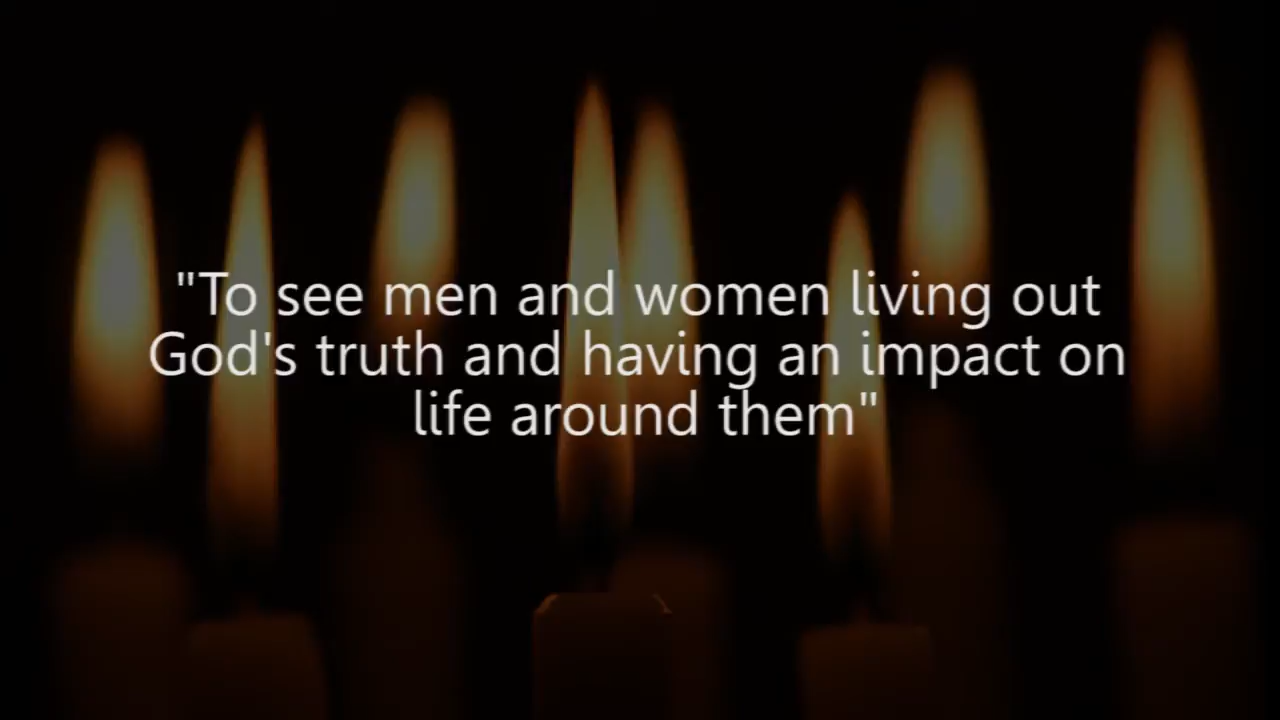 "To see men and women living out
God's truth and having an impact on
life around them"